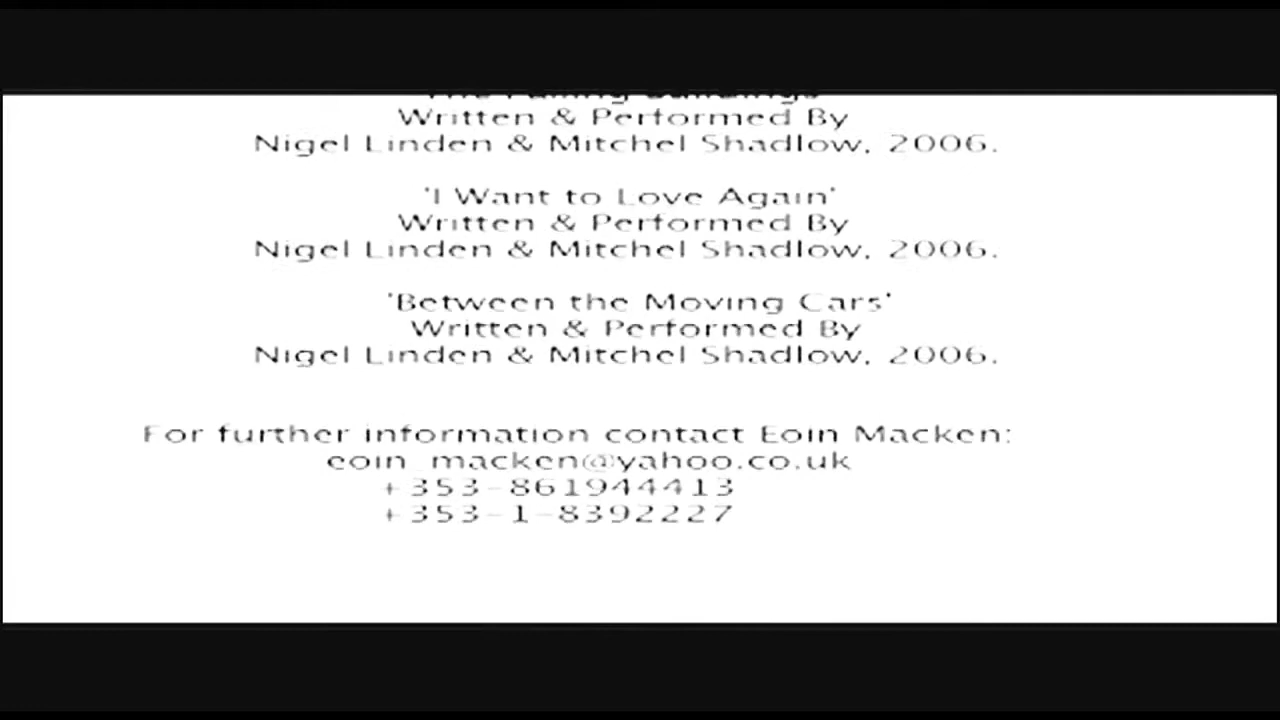 Written & Performed By
Nigel Linden & Mitchel Shadlow, 2006.
'I Want to Love Again'
Written & Performed By
Nigel Linden & Mitchel Shadlow, 2006.
'Between the Moving Cars'
Written & Performed By
Nigel Linden & Mitchel Shadlow, 2006.
For further information contact Eoin Macken:
eoin_macken@yahoo.co.uk
+353-861944413
+353-1-8392227